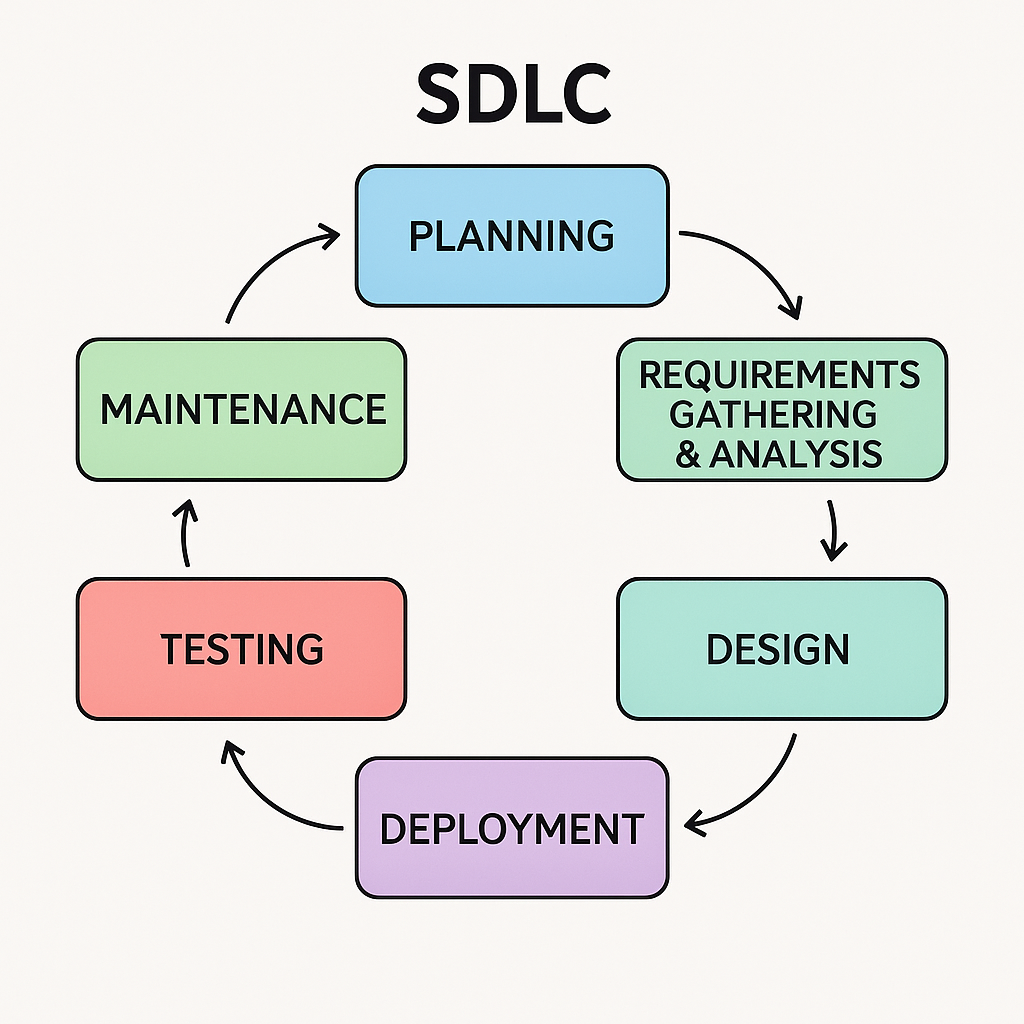 SDLC
PLANNING
REQUIREMENTS
GATHERING
& ANALYSIS
DESIGN
DEPLOYMENT
TESTING
MAINTENANCE